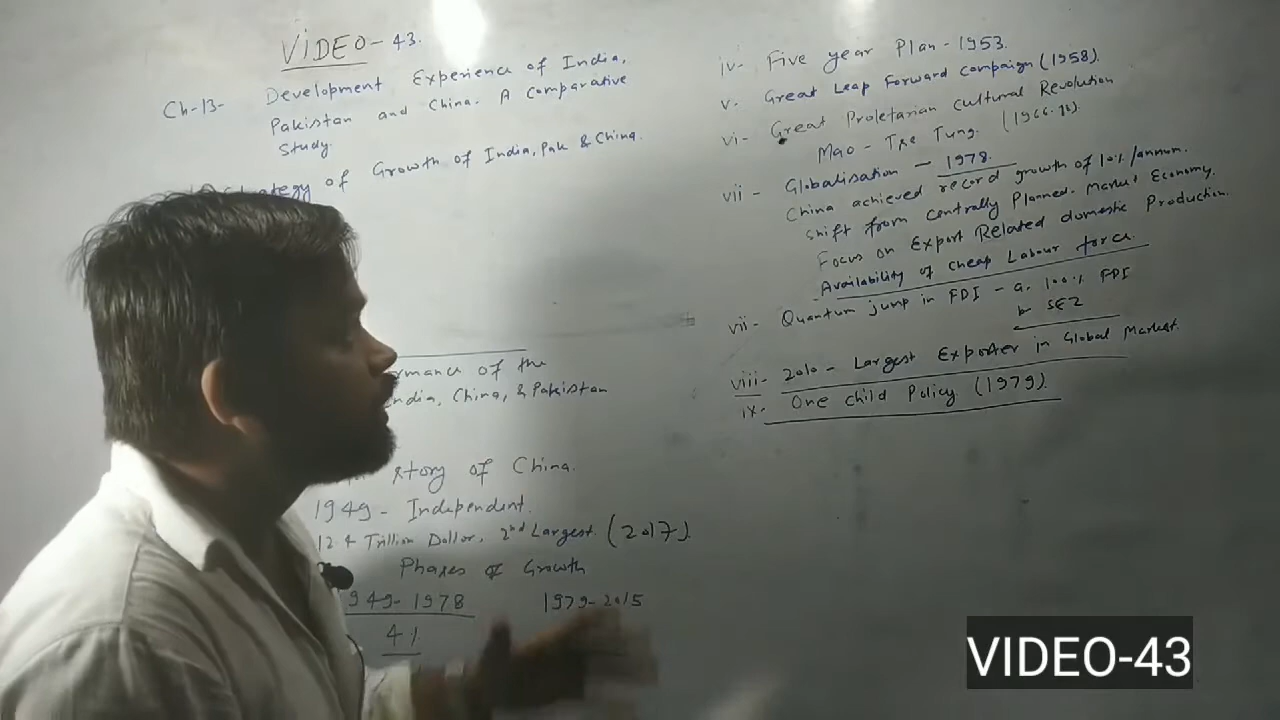 VIDEO-43.
Ch-13- Development Experience of India,
Pakistan and China. A Comparative
Study.
Strategy of Growth of India, Pak & China.
rmance of the
India, China, & Pakistan
story of China.
1949 - Independent.
12.4 Trillion Dollar, 2nd Largest. (2017).
Phases of Growth
949-1978 1979-2015
4%
iv- Five year Plan - 1953.
v. Great Leap Forward Campaign (1958).
vi- Great Proletarian Cultural Revolution
Mao - Tse Tung. (1966-76).
vii - Globalisation - 1978.
China achieved record growth of 10%/annum.
Shift from centrally Planned - Market Economy.
Focus on Export Related domestic Production.
Availability of cheap Labour force.
vii- Quantum jump in FDI - a. 100% FDI
b- SEZ
viii- 2010 - Largest Exporter in Global Market.
ix. One child Policy (1979).
VIDEO-43